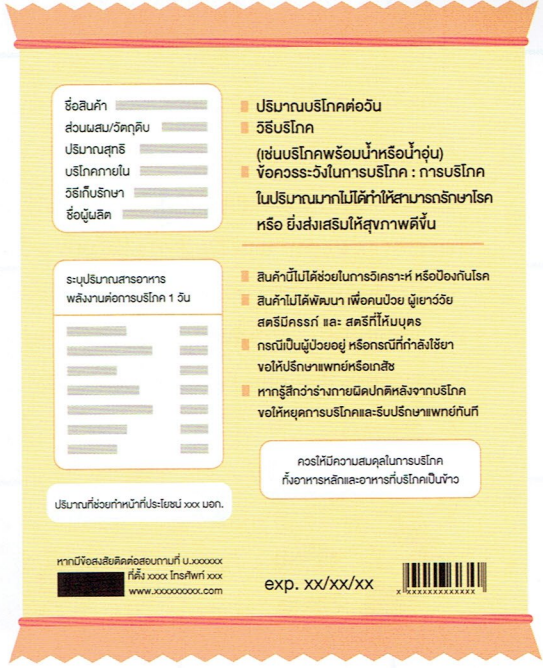 ชื่อสินค้า
ส่วนผสม/วัตถุดิบ
ปริมาณสุทธิ
บริโภคภายใน
วิธีเก็บรักษา
ชื่อผู้ผลิต
ปริมาณบริโภคต่อวัน
วิธีบริโภค
(เช่นบริโภคพร้อมน้ำหรือน้ำอุ่น)
ข้อควรระวังในการบริโภค : การบริโภค
ในปริมาณมากไม่ได้ทำให้สามารถรักษาโรค
หรือ ยิ่งส่งเสริมให้สุขภาพดีขึ้น
ระบุปริมาณสารอาหาร
พลังงานต่อการบริโภค 1 วัน
สินค้านี้ไม่ได้ช่วยในการวิเคราะห์ หรือป้องกันโรค
สินค้าไม่ได้พัฒนา เพื่อคนป่วย ผู้เยาว์วัย
สตรีมีครรภ์ และ สตรีที่ให้มบุตร
กรณีเป็นผู้ป่วยอยู่ หรือกรณีที่กำลังใช้ยา
ขอให้ปรึกษาแพทย์หรือเภสัช
หากรู้สึกว่าร่างกายผิดปกติหลังจากบริโภค
ขอให้หยุดการบริโภคและรีบปรึกษาแพทย์ทันที
ควรให้มีความสมดุลในการบริโภค
ทั้งอาหารหลักและอาหารที่บริโภคเป็นข้าว
ปริมาณที่ช่วยทำหน้าที่ประโยชน์ xxx มอก.
หากมีข้อสงสัยติดต่อสอบถามที่ บ.xxxxxx
ที่ตั้ง xxxx โทรศัพท์ xxx
www.xxxxxxxxx.com
exp. xx/xx/xx
x xxxxxxxxxxxxxx